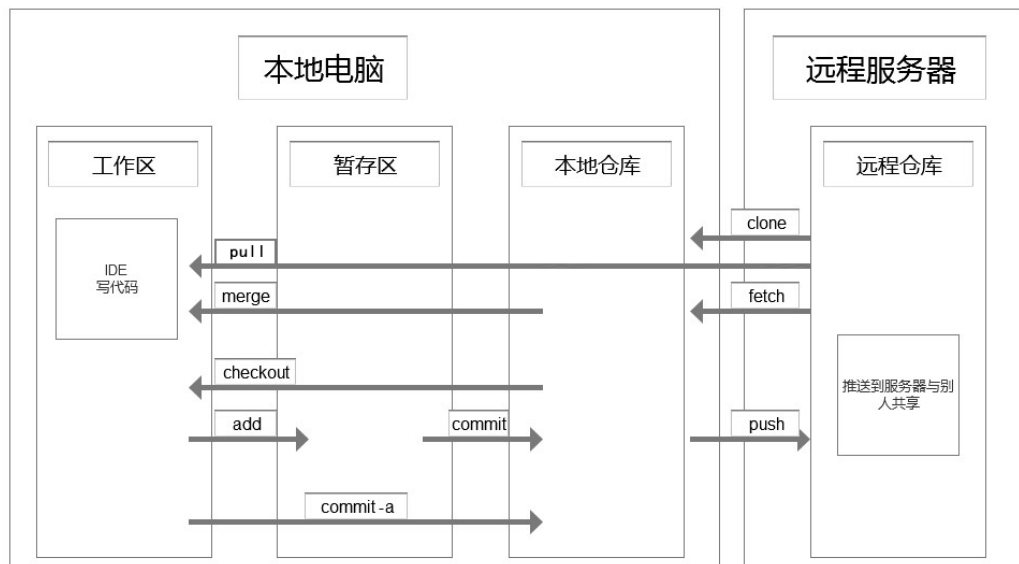 本地电脑
远程服务器
工作区
暂存区
本地仓库
远程仓库
clone
pull
IDE
写代码
merge
fetch
checkout
推送到服务器与别
人共享
add
commit
push
commit-a